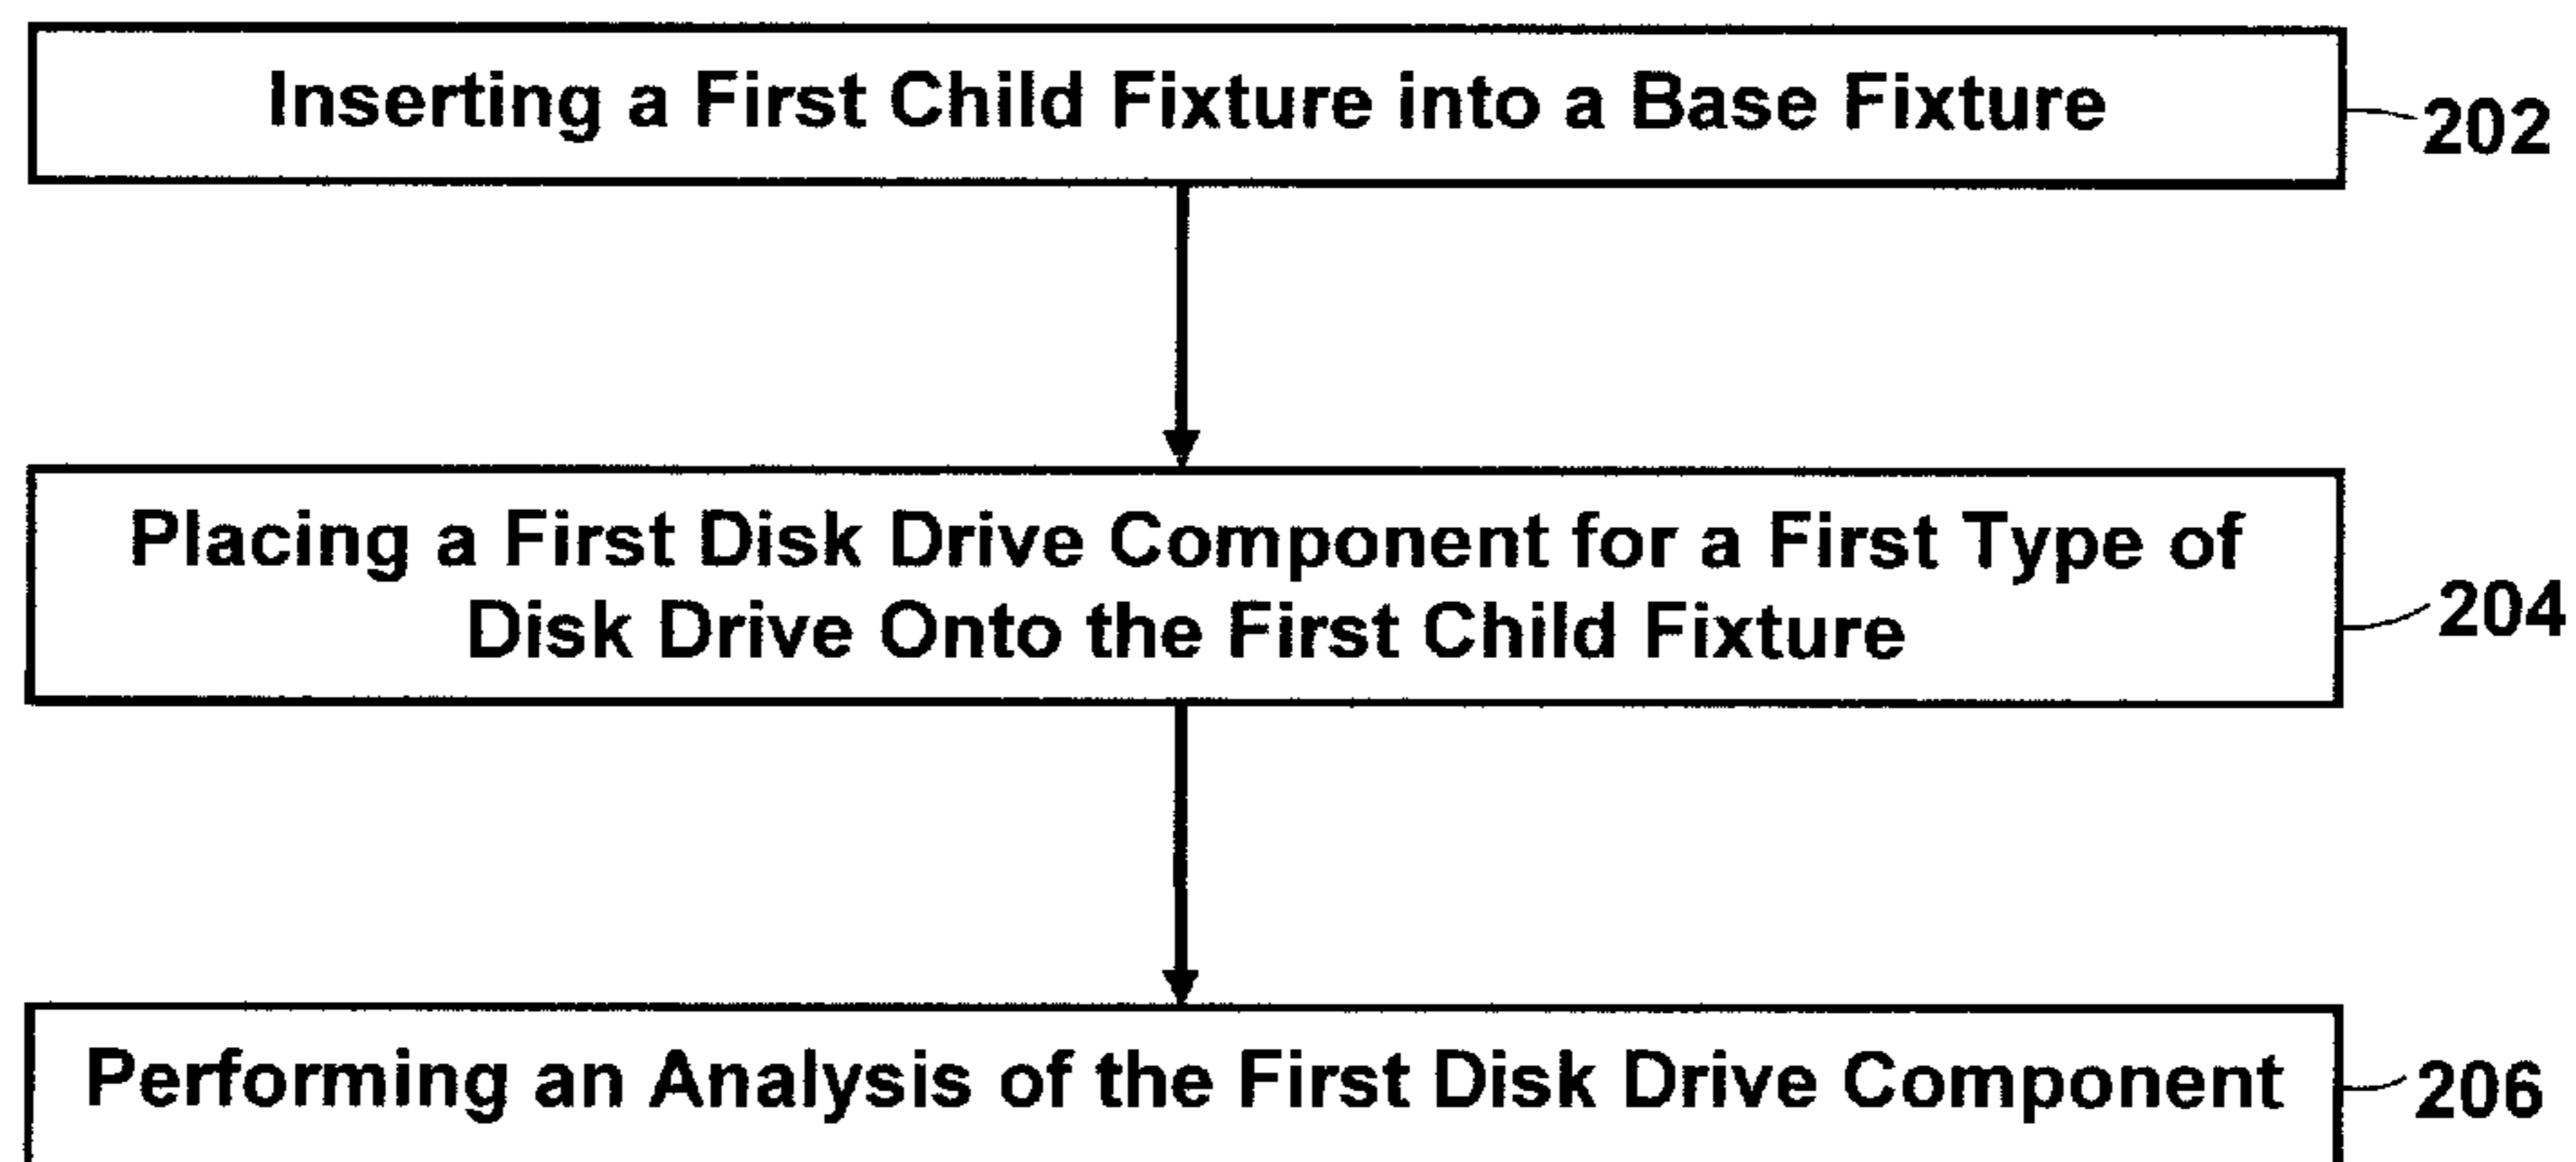 Inserting a First Child Fixture into a Base Fixture
202
Placing a First Disk Drive Component for a First Type of
Disk Drive Onto the First Child Fixture
204
Performing an Analysis of the First Disk Drive Component
206